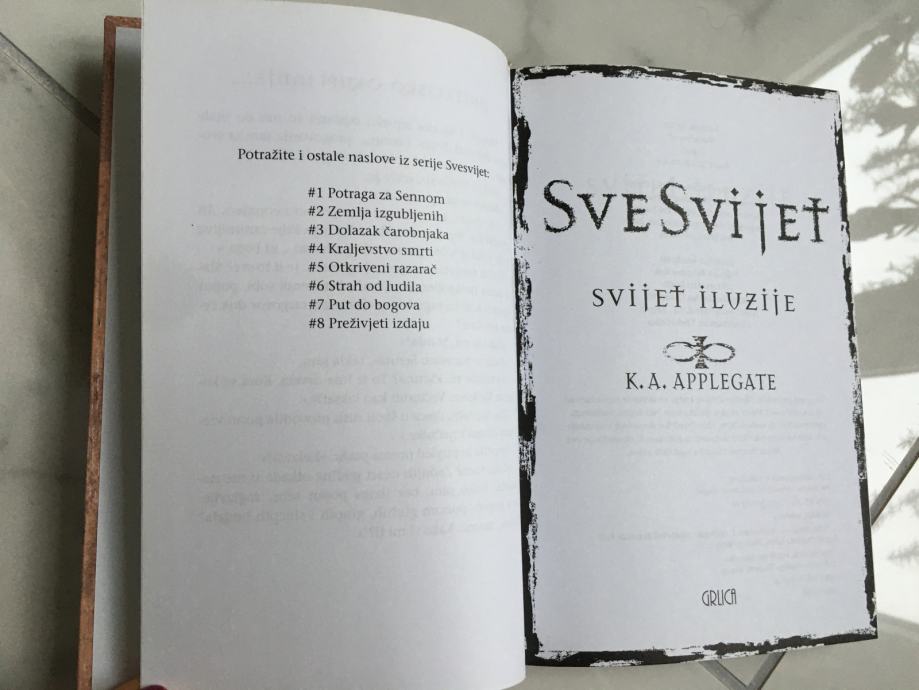 Potražite i ostale naslove iz serije Svesvijet:
#1 Potraga za Sennom
#2 Zemlja izgubljenih
#3 Dolazak čarobnjaka
#4 Kraljevstvo smrti
#5 Otkriveni razarač
#6 Strah od ludila
#7 Put do bogova
#8 Preživjeti izdaju
SVESVIJET
SVIJET ILUZIJE
K. A. APPLEGATE
GRLICA